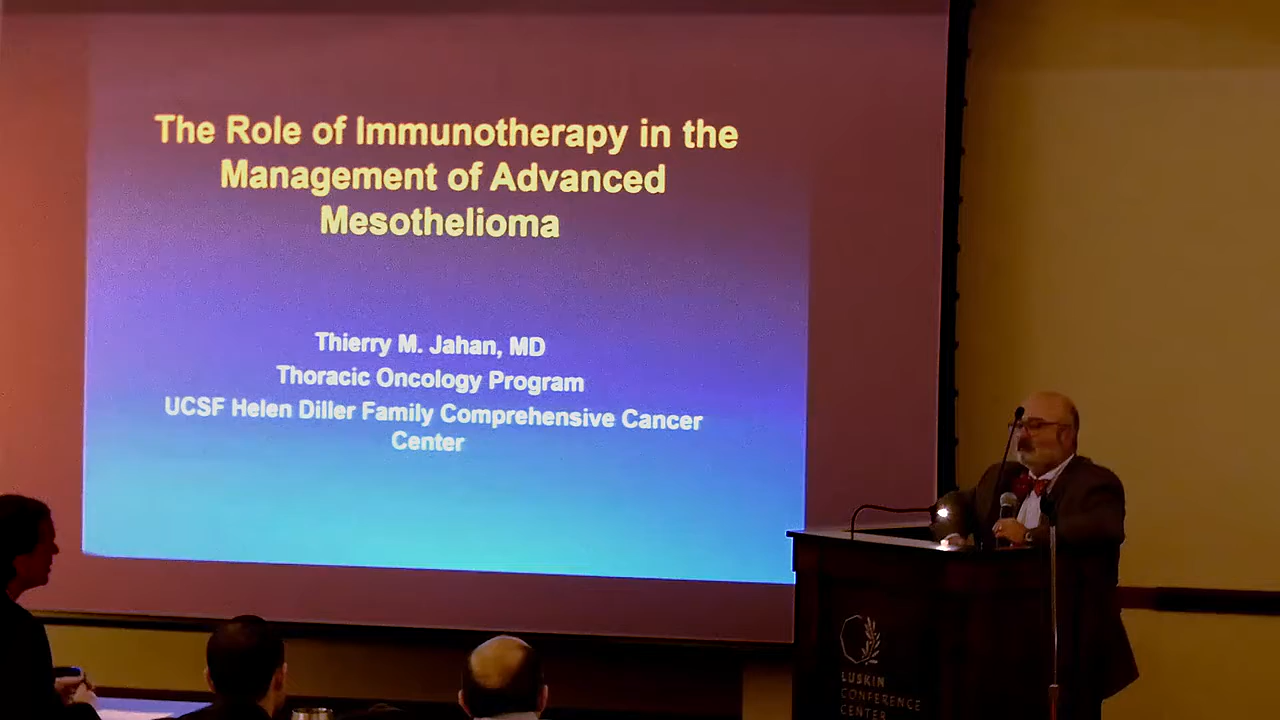 The Role of Immunotherapy in the
Management of Advanced
Mesothelioma
Thierry M. Jahan, MD
Thoracic Oncology Program
UCSF Helen Diller Family Comprehensive Cancer
Center
LUSKIN
CONFERENCE
CENTER